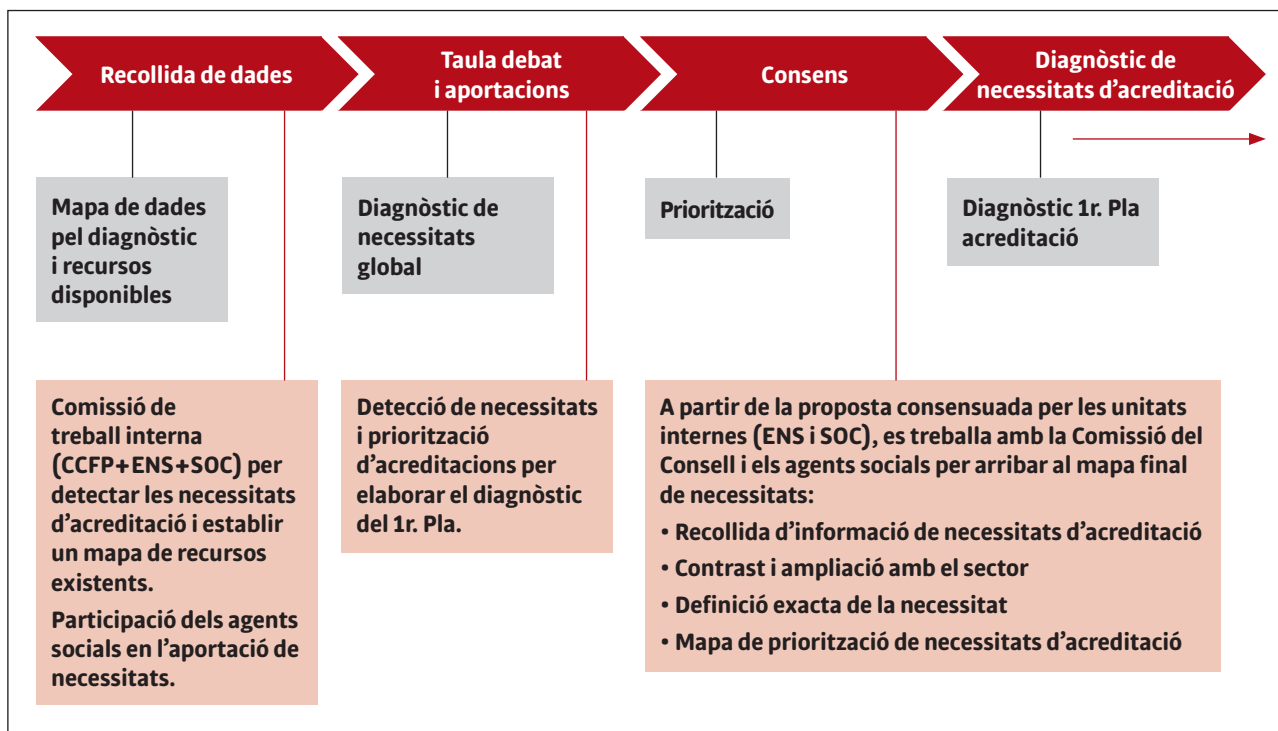 Recollida de dades
Taula debat
i aportacions
Consens
Diagnòstic de
necessitats d'acreditació
Mapa de dades
pel diagnòstic
i recursos
disponibles
Diagnòstic de
necessitats
global
Priorització
Diagnòstic 1r. Pla
acreditació
Comissió de
treball interna
(CCFP+ENS+SOC) per
detectar les necessitats
d'acreditació i establir
un mapa de recursos
existents.
Participació dels agents
socials en l'aportació de
necessitats.
Detecció de necessitats
i priorització
d'acreditacions per
elaborar el diagnòstic
del 1r. Pla.
A partir de la proposta consensuada per les unitats
internes (ENS i SOC), es treballa amb la Comissió del
Consell i els agents socials per arribar al mapa final
de necessitats:
• Recollida d'informació de necessitats d'acreditació
• Contrast i ampliació amb el sector
• Definició exacta de la necessitat
• Mapa de priorització de necessitats d'acreditació